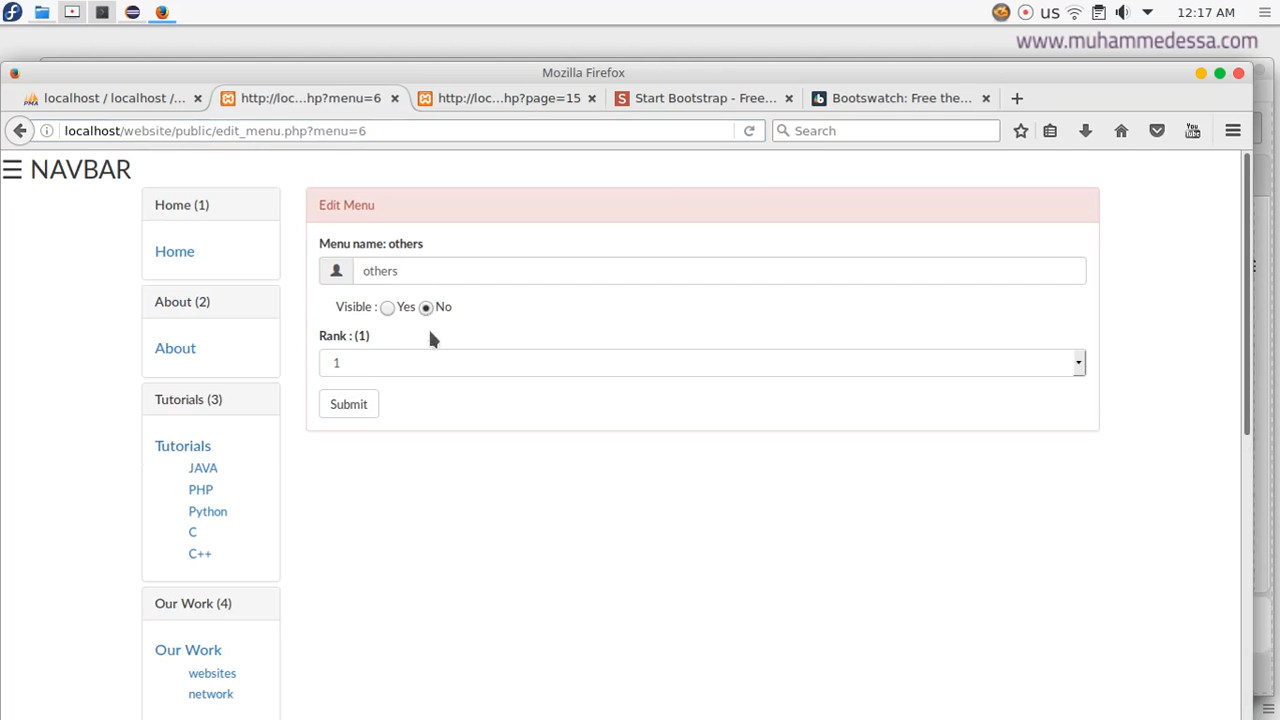 us 12:17 AM
www.muhammedessa.com
Mozilla Firefox
PMA localhost / localhost /... http://loc...hp?menu=6 http://loc...hp?page=15 S Start Bootstrap - Free... b Bootswatch: Free the...
localhost/website/public/edit_menu.php?menu=6 Search You Tube
☰ NAVBAR
Home (1)
Home
About (2)
About
Tutorials (3)
Tutorials
JAVA
PHP
Python
C
C++
Our Work (4)
Our Work
websites
network
Edit Menu
Menu name: others
others
Visible : Yes No
Rank : (1)
1
Submit